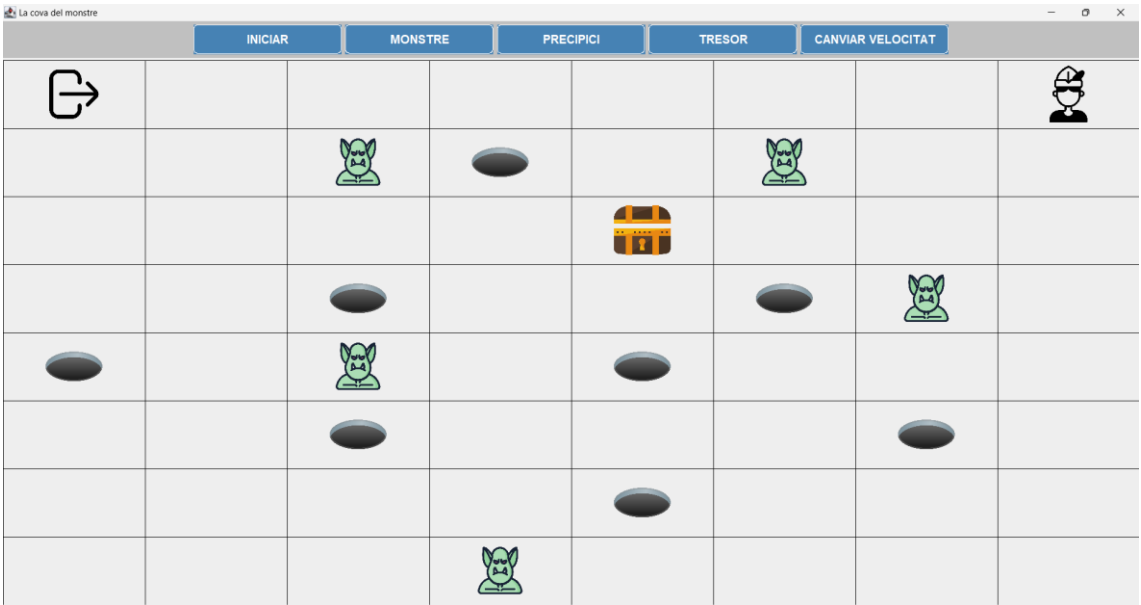 La cova del monstre
INICIAR MONSTRE PRECIPICI TRESOR CANVIAR VELOCITAT